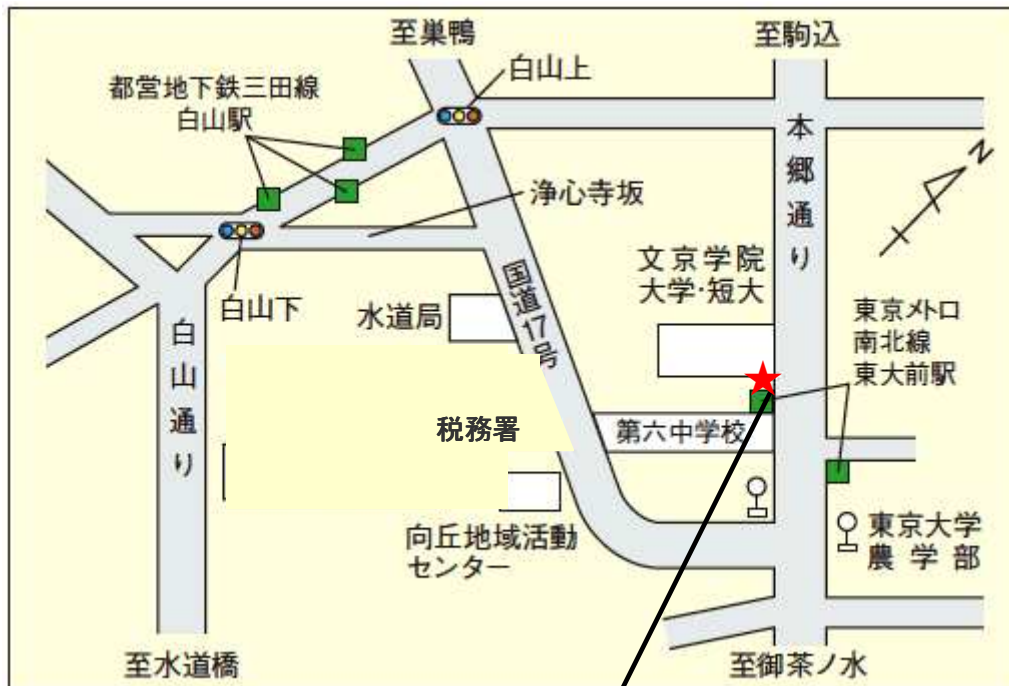 至巣鴨
至駒込
白山上
都営地下鉄三田線
白山駅
本郷通り
N
浄心寺坂
文京学院
大学・短大
国道17号
白山下
水道局
東京メトロ
南北線
東大前駅
白山通り
税務署
第六中学校
向丘地域活動
センター
東京大学
農学部
至水道橋
至御茶ノ水